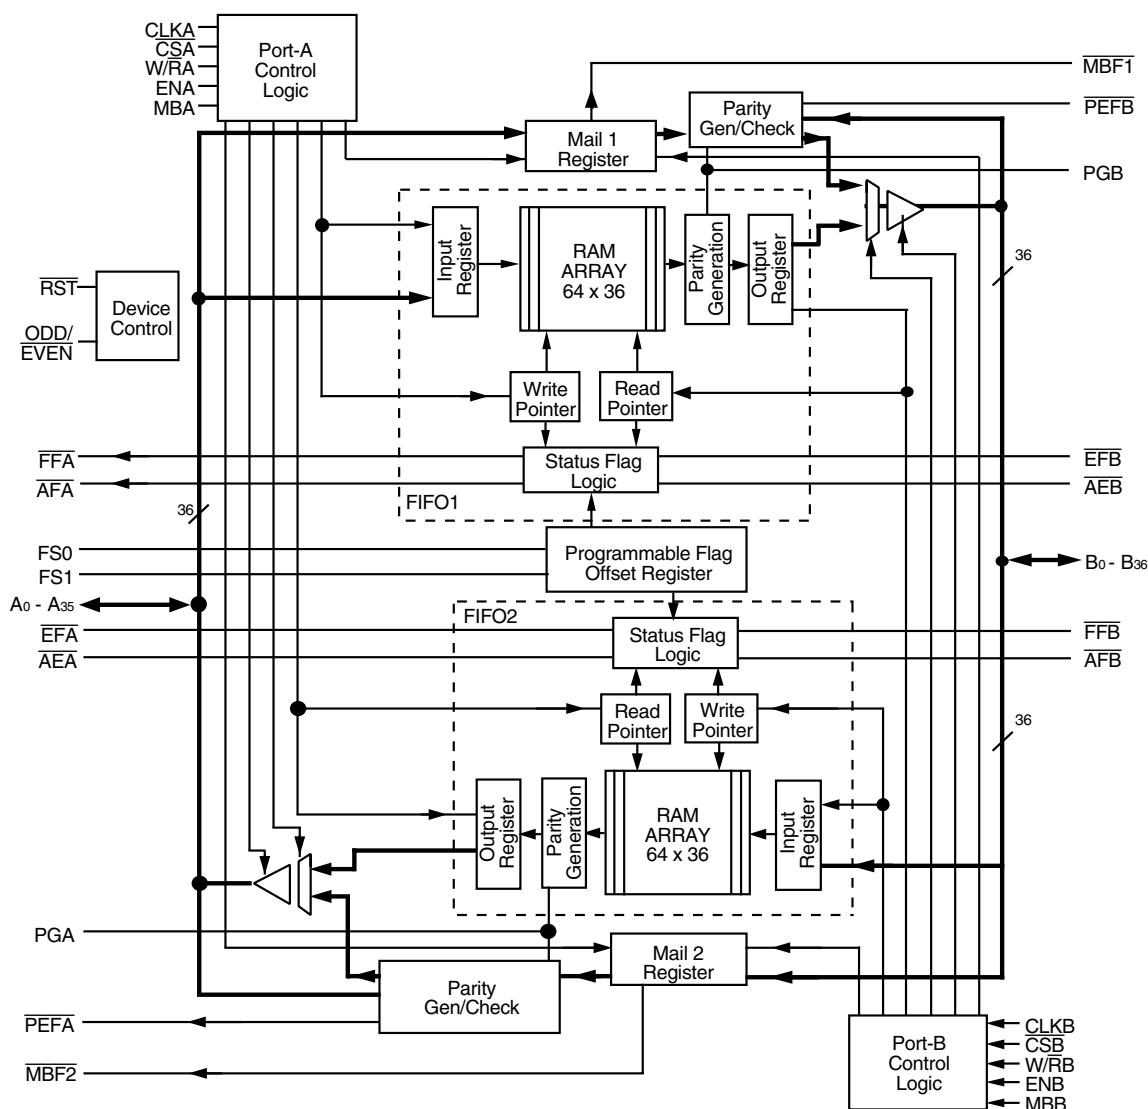 CLKA
CSA
W/RA
ENA
MBA
Port-A
Control
Logic
MBF1
PEFB
PGB
Mail 1
Register
Parity
Gen/Check
36
RST
ODD/
EVEN
Device
Control
Input
Register
RAM
ARRAY
64 x 36
Parity
Generation
Output
Register
Write
Pointer
Read
Pointer
FFA
AFA
Status Flag
Logic
EFB
AEB
FIFO1
36
FS0
FS1
Programmable Flag
Offset Register
A0 - A35
B0 - B36
FIFO2
EFA
AEA
Status Flag
Logic
FFB
AFB
Read
Pointer
Write
Pointer
36
Output
Register
Parity
Generation
RAM
ARRAY
64 x 36
Input
Register
PGA
Mail 2
Register
Parity
Gen/Check
PEFA
MBF2
Port-B
Control
Logic
CLKB
CSB
W/RB
ENB
MBB